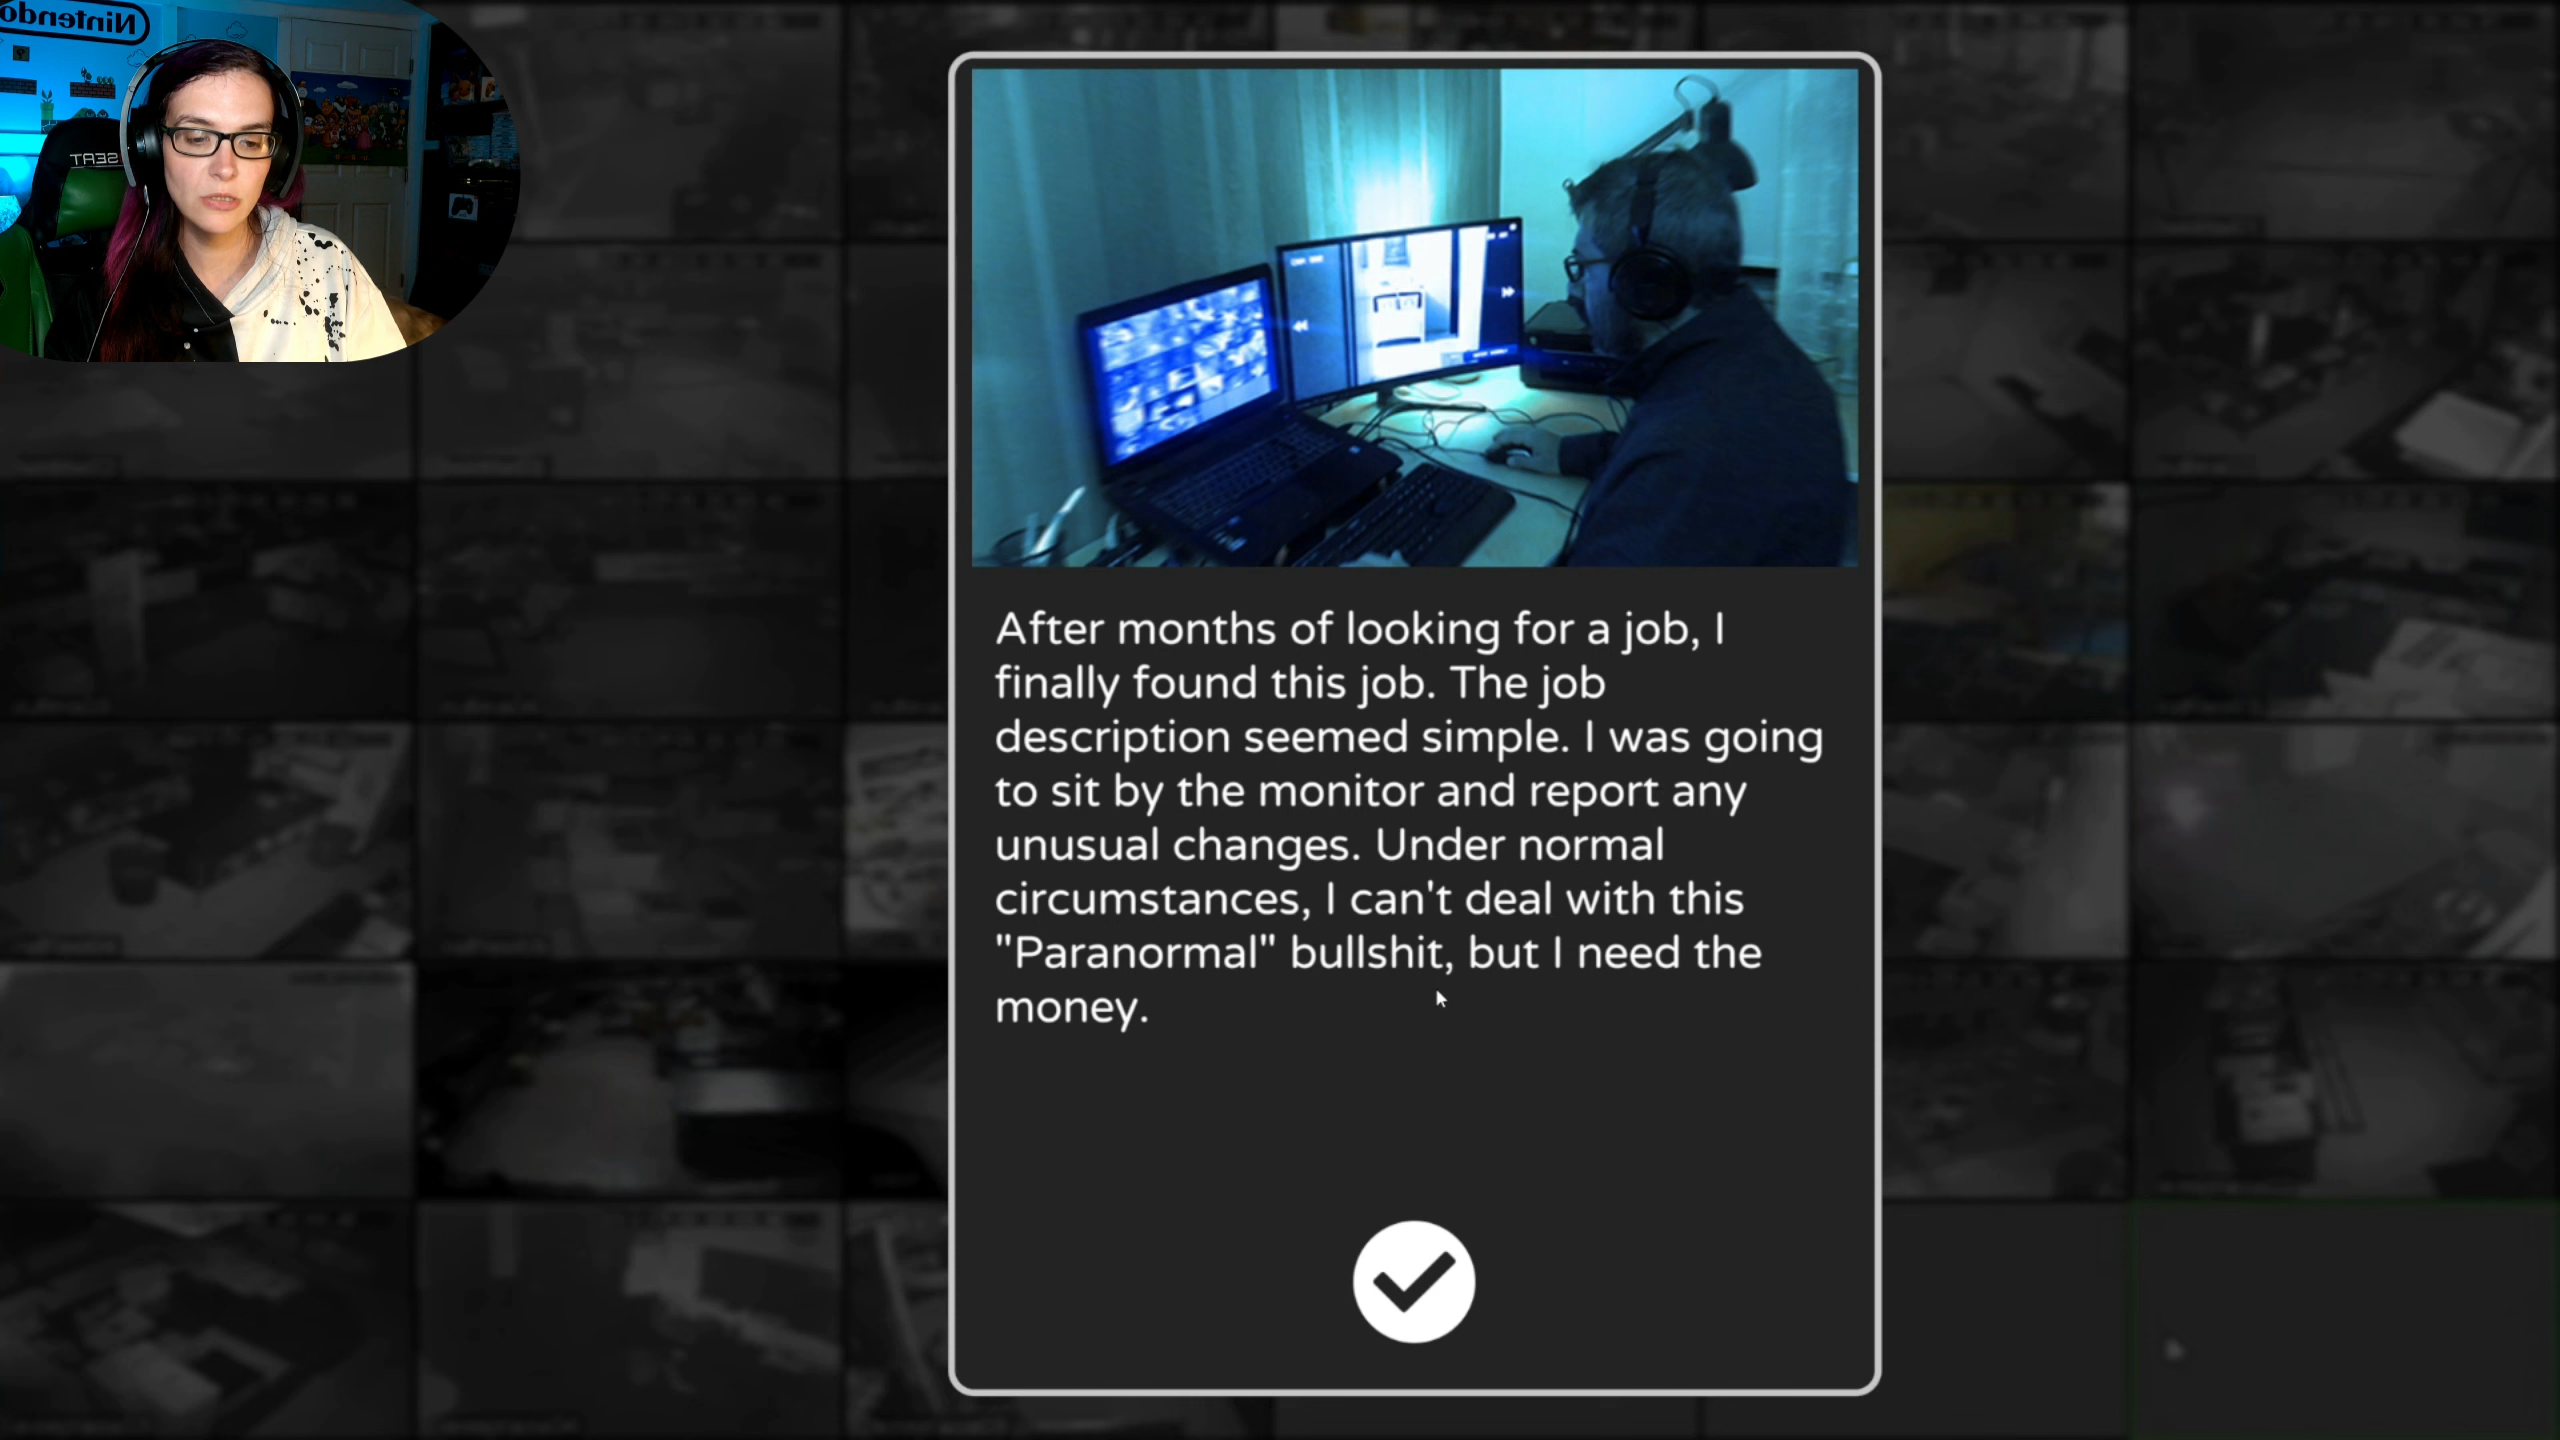 Nintendo
SEAT
After months of looking for a job, I
finally found this job. The job
description seemed simple. I was going
to sit by the monitor and report any
unusual changes. Under normal
circumstances, I can't deal with this
"Paranormal" bullshit, but I need the
money.